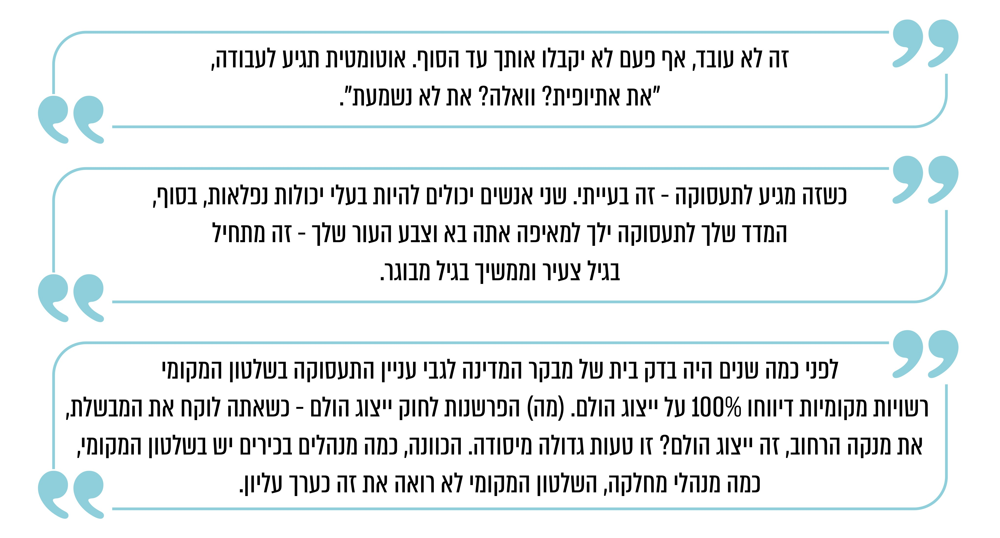 זה לא עובד, אף פעם לא יקבלו אותך עד הסוף. אוטומטית תגיע לעבודה,
"את אתיופית? וואלה? את לא נשמעת".
כשזה מגיע לתעסוקה - זה בעייתי. שני אנשים יכולים להיות בעלי יכולות נפלאות, בסוף,
המדד שלך לתעסוקה ילך למאיפה אתה בא וצבע העור שלך - זה מתחיל
בגיל צעיר וממשיך בגיל מבוגר.
לפני כמה שנים היה בדק בית של מבקר המדינה לגבי עניין התעסוקה בשלטון המקומי
רשויות מקומיות דיווחו 100% על ייצוג הולם. (מה) הפרשנות לחוק ייצוג הולם - כשאתה לוקח את המבשלת,
את מנקה הרחוב, זה ייצוג הולם? זו טעות גדולה מיסודה. הכוונה, כמה מנהלים בכירים יש בשלטון המקומי,
כמה מנהלי מחלקה, השלטון המקומי לא רואה את זה כערך עליון.